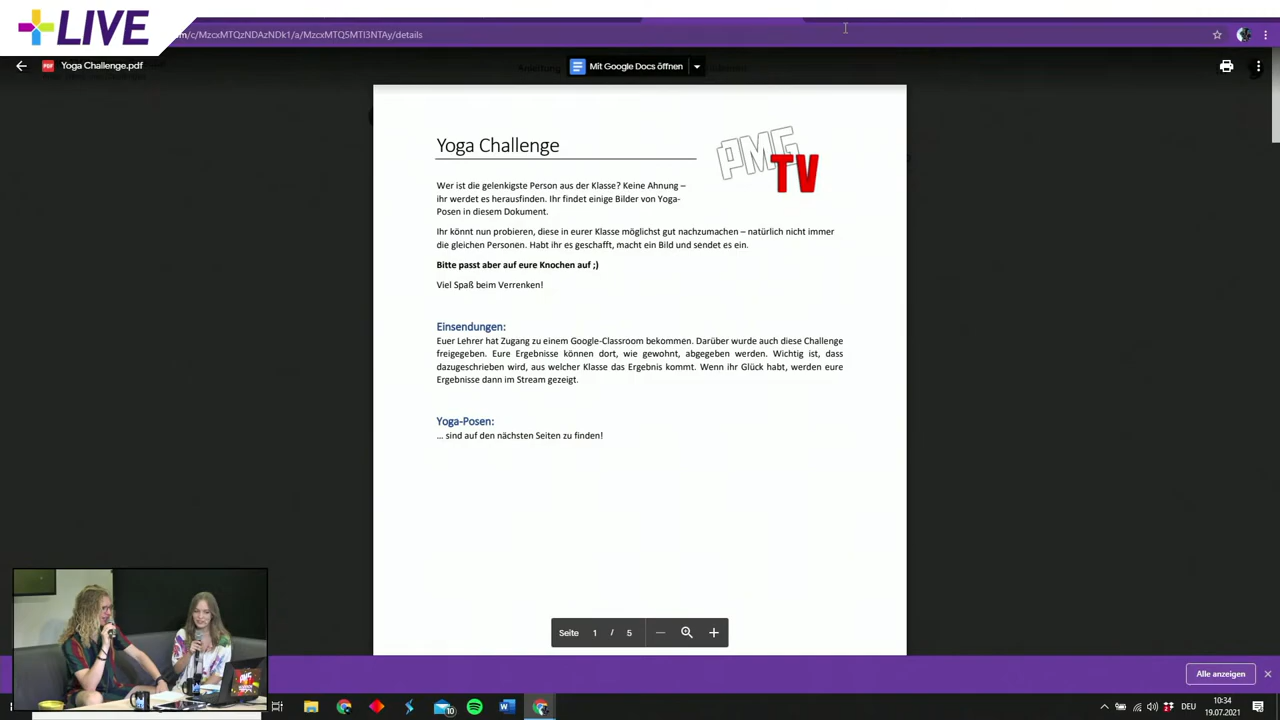 LIVE
/c/MzcxMTQzNDAzNDk1/a/MzcxMTQ5MTI3NTAy/details
Yoga Challenge.pdf
Mit Google Docs öffnen
Yoga Challenge
PMG
TV
Wer ist die gelenkigste Person aus der Klasse? Keine Ahnung –
ihr werdet es herausfinden. Ihr findet einige Bilder von Yoga-
Posen in diesem Dokument.
Ihr könnt nun probieren, diese in eurer Klasse möglichst gut nachzumachen – natürlich nicht immer
die gleichen Personen. Habt ihr es geschafft, macht ein Bild und sendet es ein.
Bitte passt aber auf eure Knochen auf ;)
Viel Spaß beim Verrenken!
Einsendungen:
Euer Lehrer hat Zugang zu einem Google-Classroom bekommen. Darüber wurde auch diese Challenge
freigegeben. Eure Ergebnisse können dort, wie gewohnt, abgegeben werden. Wichtig ist, dass
dazugeschrieben wird, aus welcher Klasse das Ergebnis kommt. Wenn ihr Glück habt, werden eure
Ergebnisse dann im Stream gezeigt.
Yoga-Posen:
... sind auf den nächsten Seiten zu finden!
Seite 1 / 5
Alle anzeigen
10
DEU
10:34
19.07.2021